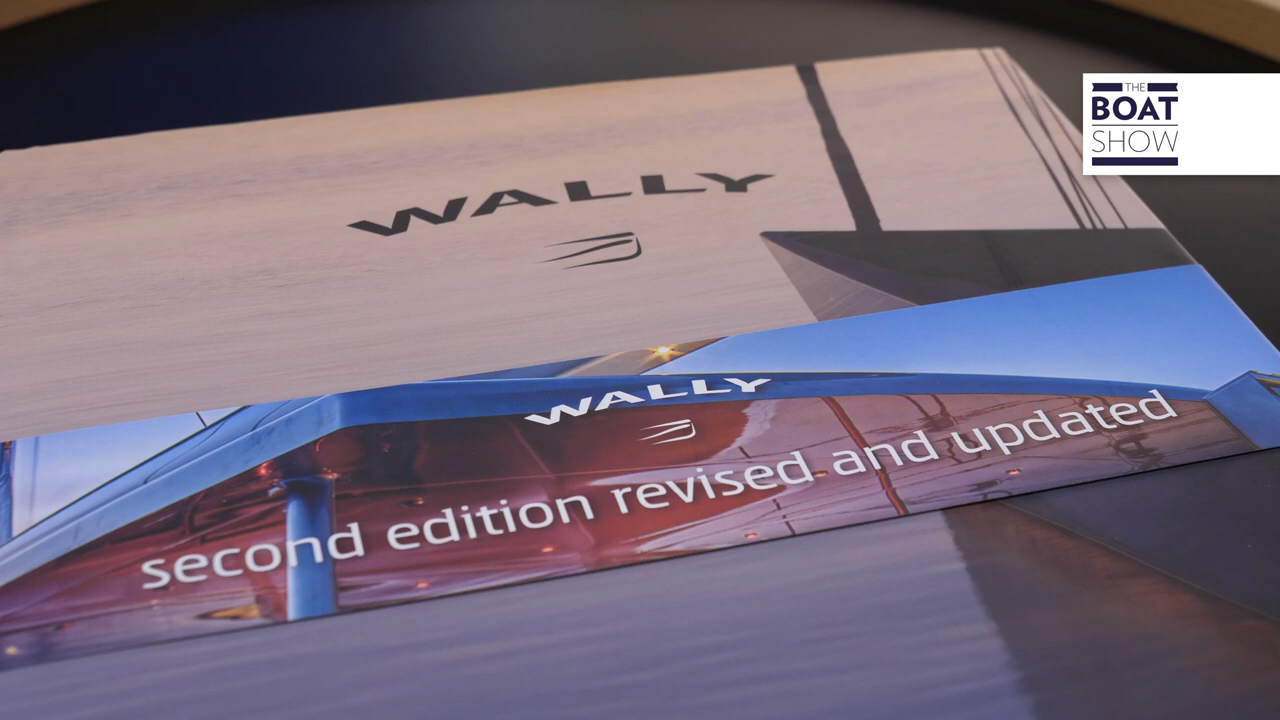 THE
BOAT
SHOW
WALLY
WALLY
second edition revised and updated